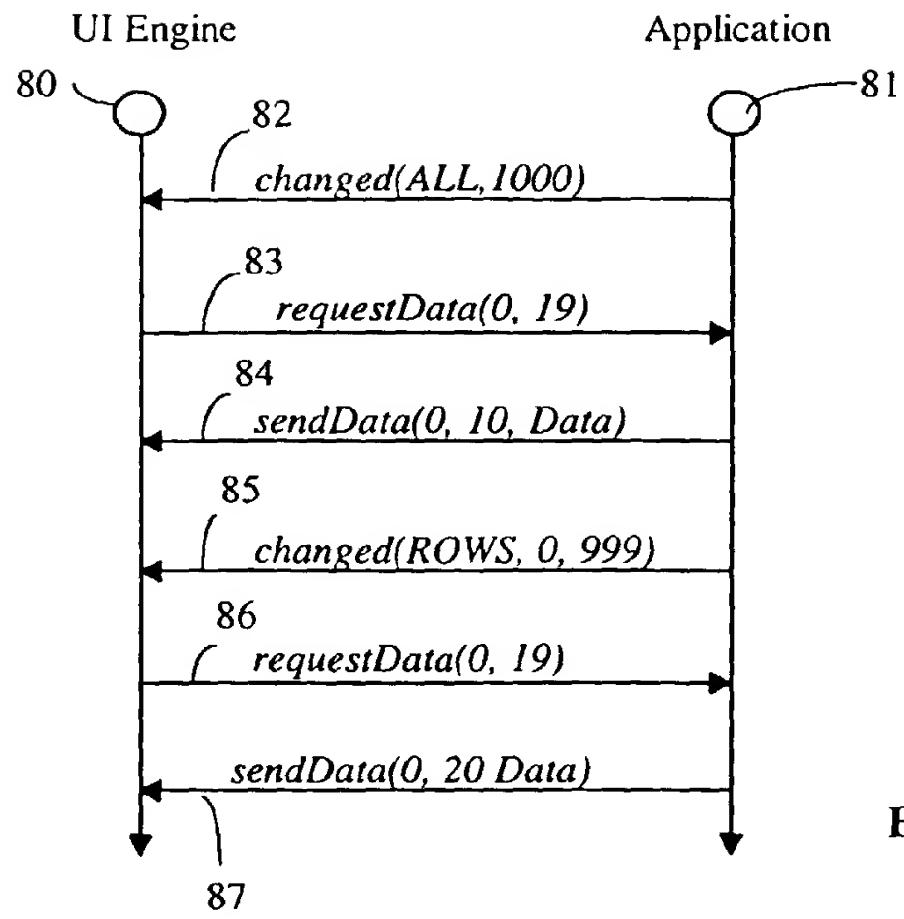 UI Engine Application
80 81
82
changed(ALL,1000)
83
requestData(0, 19)
84
sendData(0, 10, Data)
85
changed(ROWS, 0, 999)
86
requestData(0, 19)
sendData(0, 20 Data)
87